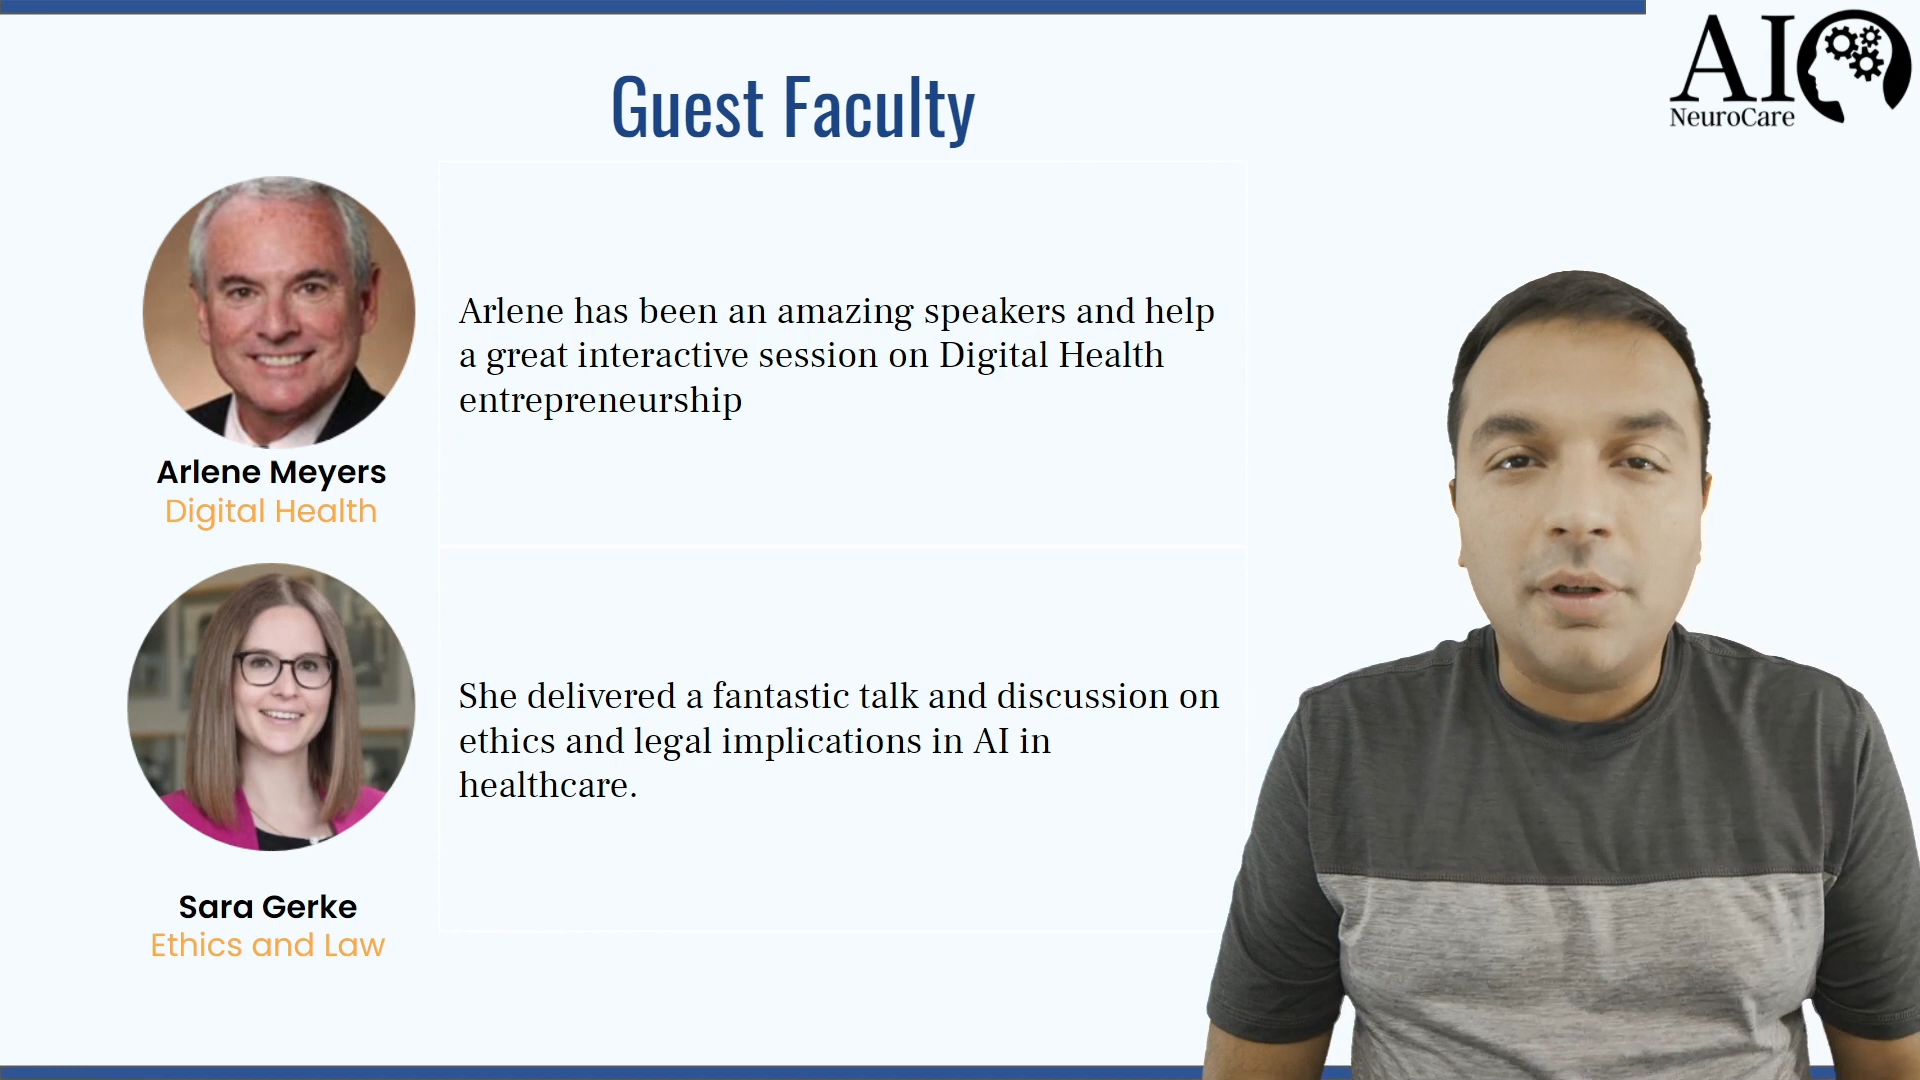 AI
NeuroCare
Guest Faculty
Arlene has been an amazing speakers and help
a great interactive session on Digital Health
entrepreneurship
Arlene Meyers
Digital Health
She delivered a fantastic talk and discussion on
ethics and legal implications in AI in
healthcare.
Sara Gerke
Ethics and Law